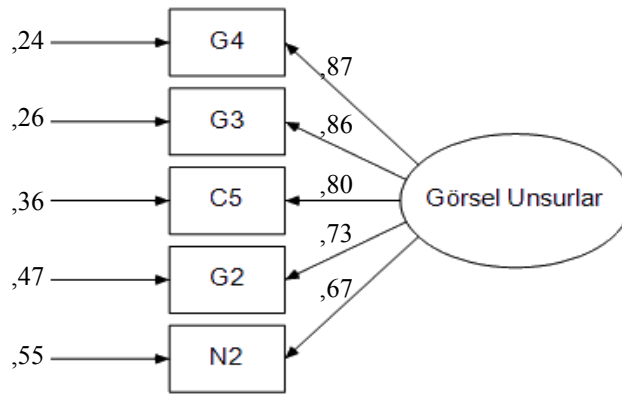 ,24 G4 ,87
,26 G3 ,86
,36 C5 ,80 Görsel Unsurlar
,47 G2 ,73
,55 N2 ,67